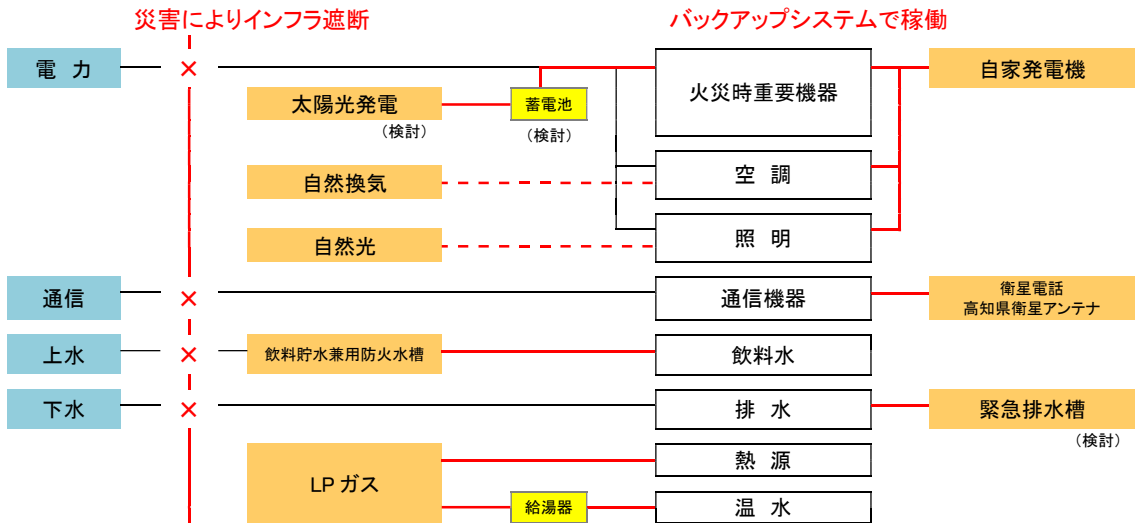 災害によりインフラ遮断
バックアップシステムで稼働
電 力
×
火災時重要機器
自家発電機
太陽光発電
蓄電池
(検討)
(検討)
自然換気
空 調
自然光
照 明
通信
×
通信機器
衛星電話
高知県衛星アンテナ
上水
×
飲料貯水兼用防火水槽
飲料水
下水
×
排 水
緊急排水槽
(検討)
LP ガス
熱 源
給湯器
温 水